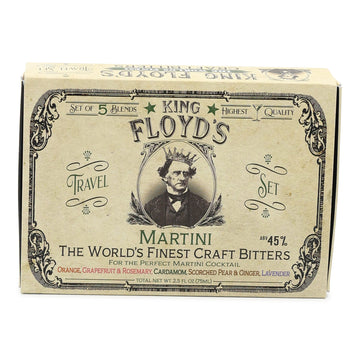 KING FLOYD'S
TRAVEL SET
KING
SET OF 5 BLENDS
HIGHEST QUALITY
FLOYD'S
TRAVEL
SET
MARTINI
ABV 45%
THE WORLD'S FINEST CRAFT BITTERS
FOR THE PERFECT MARTINI COCKTAIL
ORANGE, GRAPEFRUIT & ROSEMARY, CARDAMOM, SCORCHED PEAR & GINGER, LAVENDER
TOTAL NET 2.5 FL OZ (75ML)